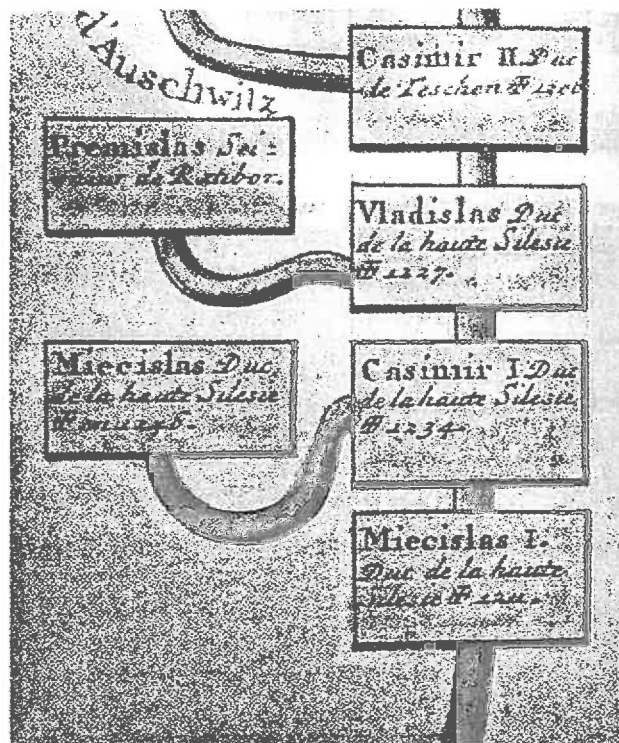 d'Auschwitz
Casimir II. Duc
de Teschen
Premislas Sei:
gneur de Ratibor.
Vladislas Duc
de la haute Silesie
1227.
Miecislas Duc
de la haute Silesie
Casimir I. Duc
de la haute Silesie
1234
Miecislas I.
Duc de la haute
Silesie